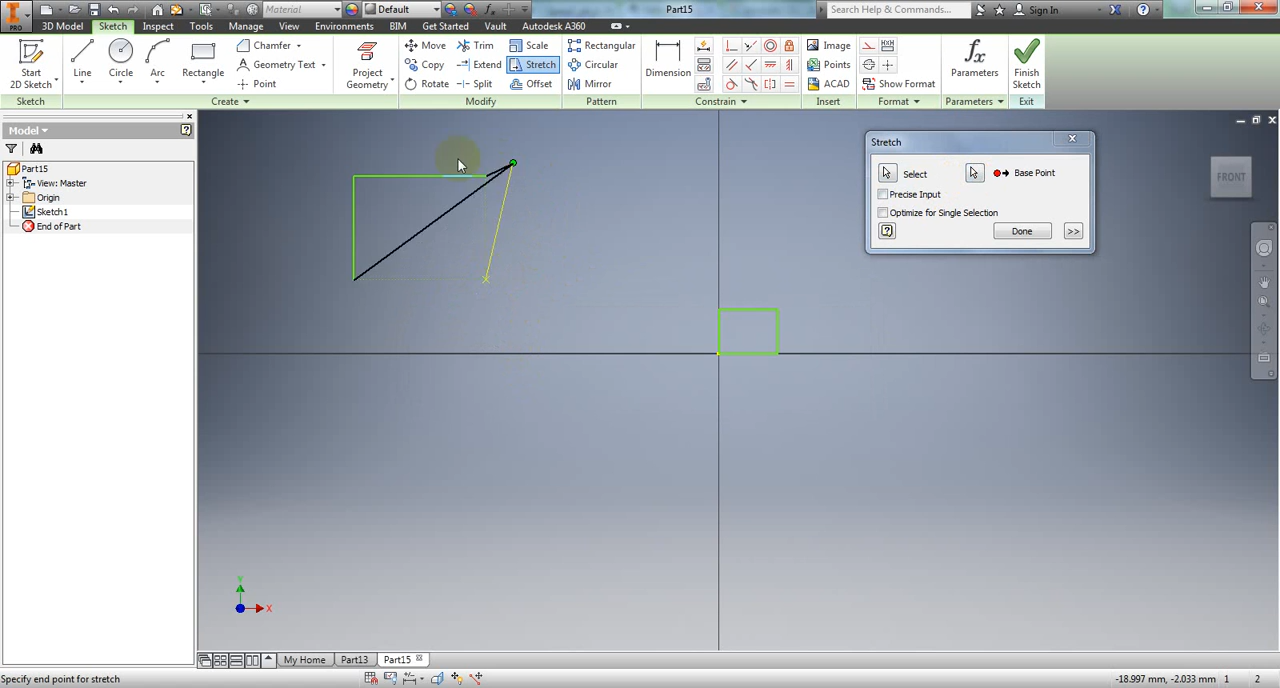 PRO
Material
Default
Part15
Search Help & Commands...
Sign In
3D Model Sketch Inspect Tools Manage View Environments BIM Get Started Vault Autodesk A360
Start
2D Sketch
Line
Circle
Arc
Rectangle
Chamfer
Geometry Text
Point
Project
Geometry
Move
Copy
Rotate
Trim
Extend
Split
Scale
Stretch
Offset
Rectangular
Circular
Mirror
Dimension
Image
Points
ACAD
Show Format
Parameters
Finish
Sketch
Sketch Create Modify Pattern Constrain Insert Format Parameters Exit
Model
Part15
View: Master
Origin
Sketch1
End of Part
Stretch
Select
Base Point
Precise Input
Optimize for Single Selection
Done
>>
FRONT
Y
X
My Home Part13 Part15
Specify end point for stretch
-18.997 mm, -2.033 mm 1 2